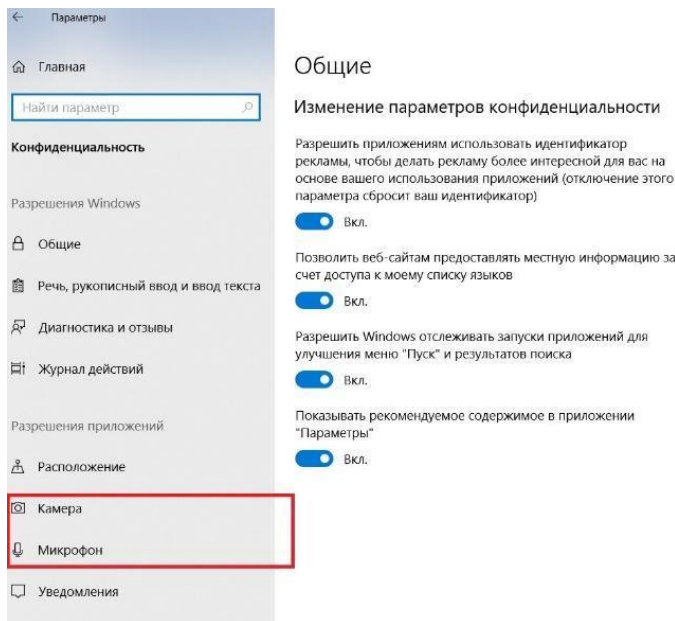 Параметры
Главная
Найти параметр
Конфиденциальность
Разрешения Windows
Общие
Речь, рукописный ввод и ввод текста
Диагностика и отзывы
Журнал действий
Разрешения приложений
Расположение
Камера
Микрофон
Уведомления
Общие
Изменение параметров конфиденциальности
Разрешить приложениям использовать идентификатор
рекламы, чтобы делать рекламу более интересной для вас на
основе вашего использования приложений (отключение этого
параметра сбросит ваш идентификатор)
Вкл.
Позволить веб-сайтам предоставлять местную информацию за
счет доступа к моему списку языков
Вкл.
Разрешить Windows отслеживать запуски приложений для
улучшения меню "Пуск" и результатов поиска
Вкл.
Показывать рекомендуемое содержимое в приложении
"Параметры"
Вкл.